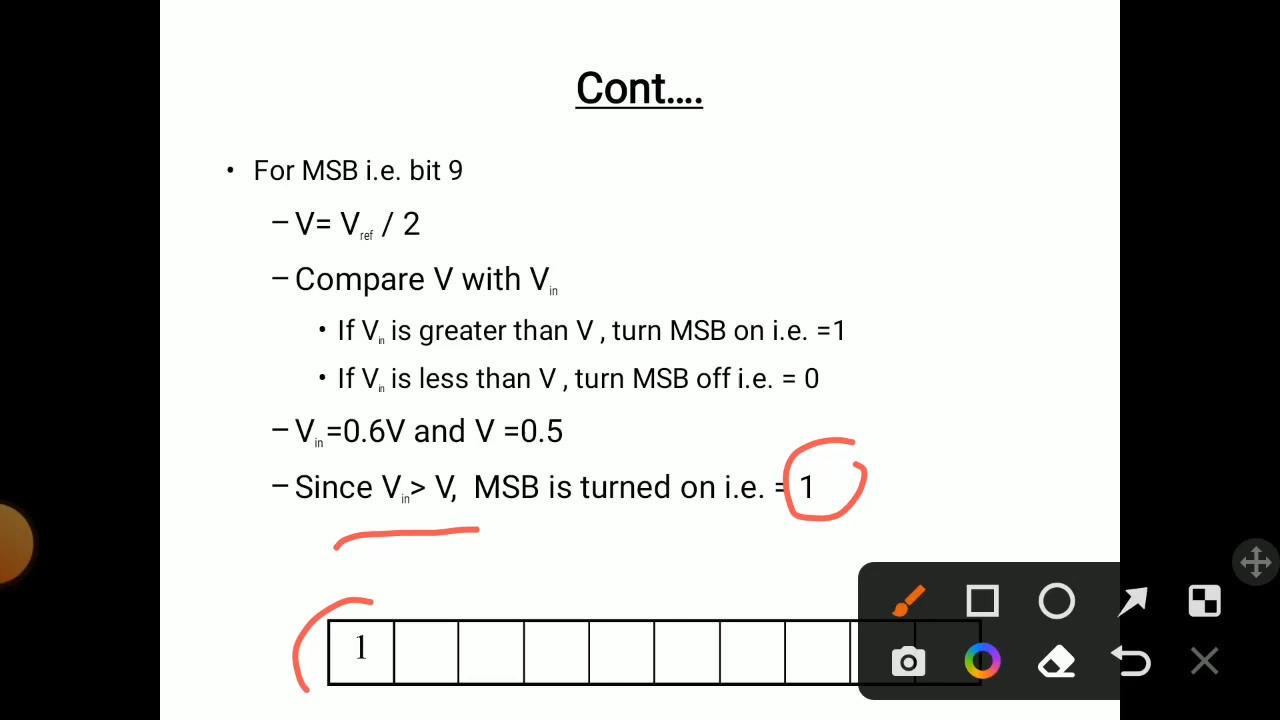 Cont....
• For MSB i.e. bit 9
– V= Vref / 2
– Compare V with Vin
• If Vin is greater than V , turn MSB on i.e. =1
• If Vin is less than V , turn MSB off i.e. = 0
– Vin=0.6V and V =0.5
– Since Vin> V, MSB is turned on i.e. = 1
1